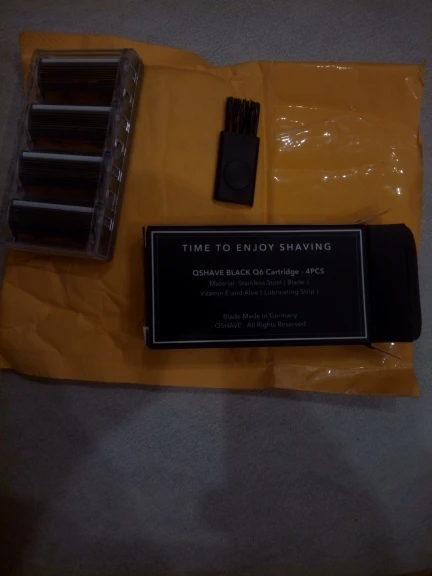 TIME TO ENJOY SHAVING
QSHAVE BLACK Q6 Cartridge - 4PCS
Material: Stainless Steel ( Blade )
Vitamin E and Aloe ( Lubricating Strip )
Blade Made in Germany
QSHAVE All Rights Reserved